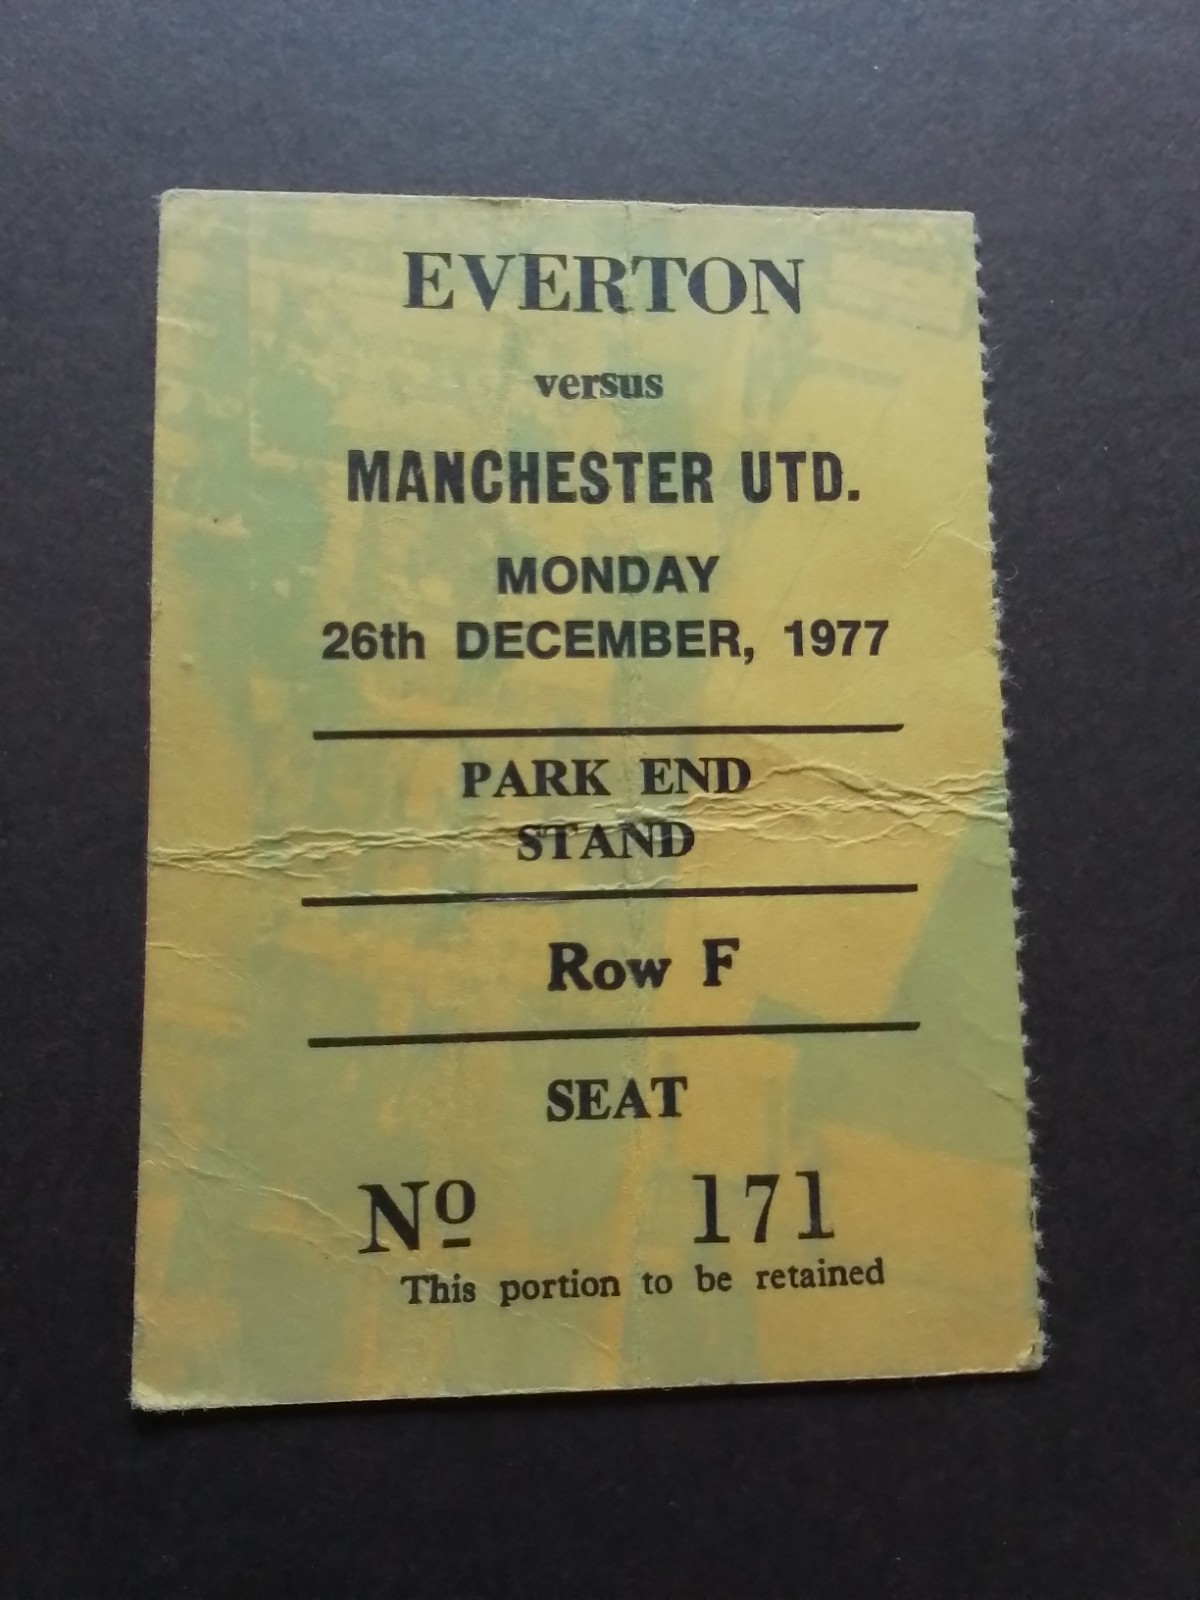 EVERTON
versus
MANCHESTER UTD.
MONDAY
26th DECEMBER, 1977
PARK END
STAND
Row F
SEAT
Nº 171
This portion to be retained